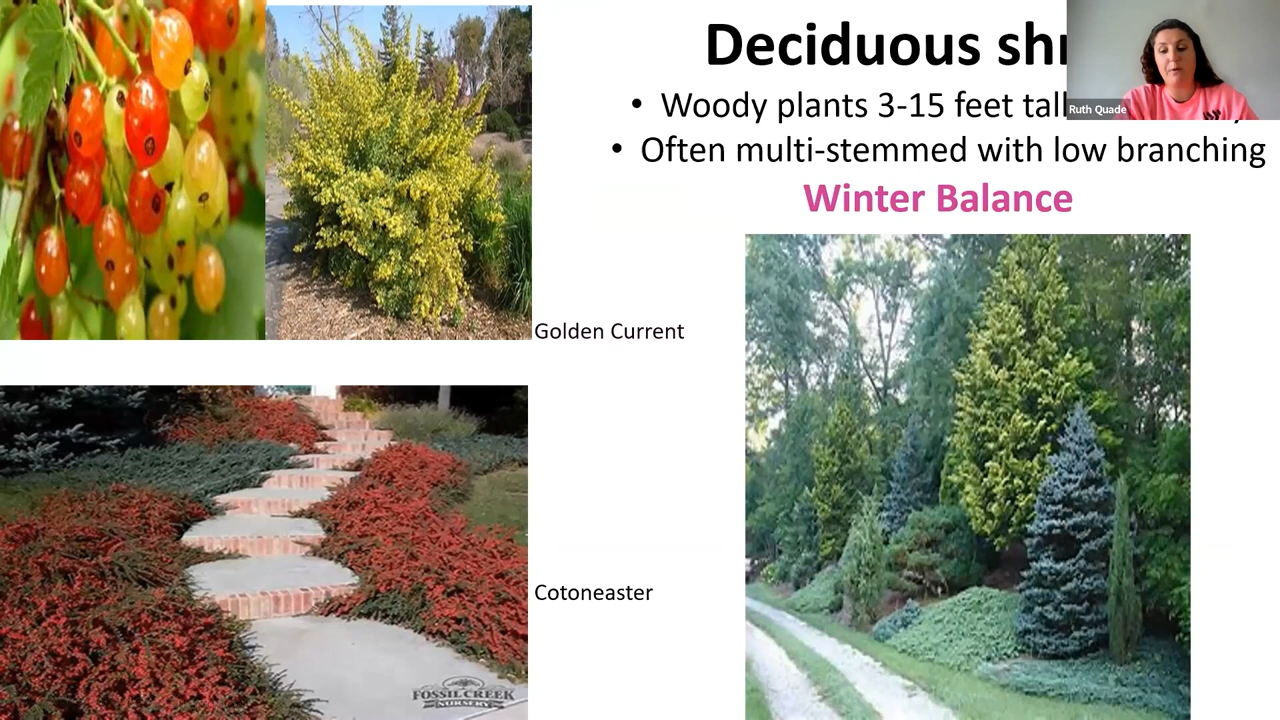 Deciduous
Ruth Quade
• Woody plants 3-15 feet tall
• Often multi-stemmed with low branching
Winter Balance
Golden Current
Cotoneaster
FOSSIL CREEK
NURSERY